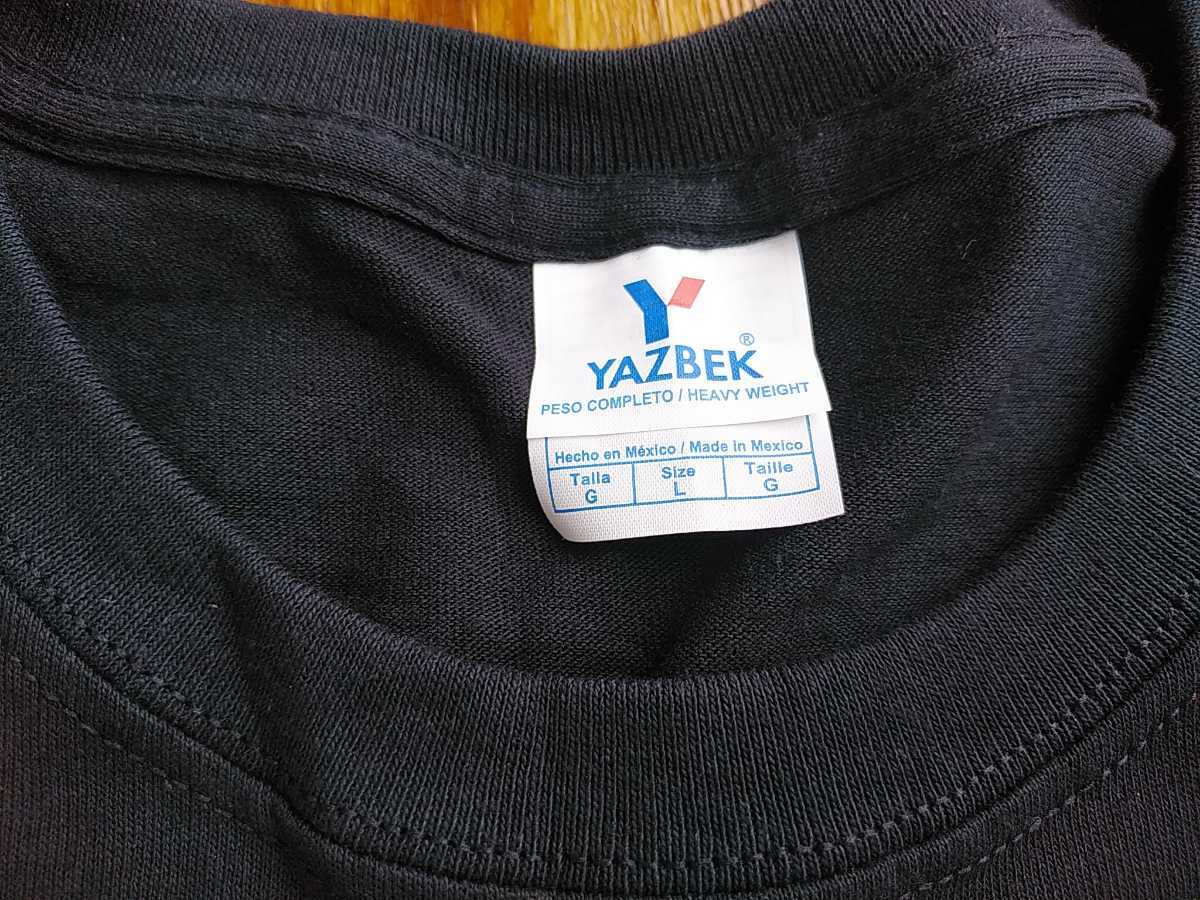 Y
YAZBEK®
PESO COMPLETO / HEAVY WEIGHT
Hecho en México / Made in Mexico
Talla Size Taille
G L G